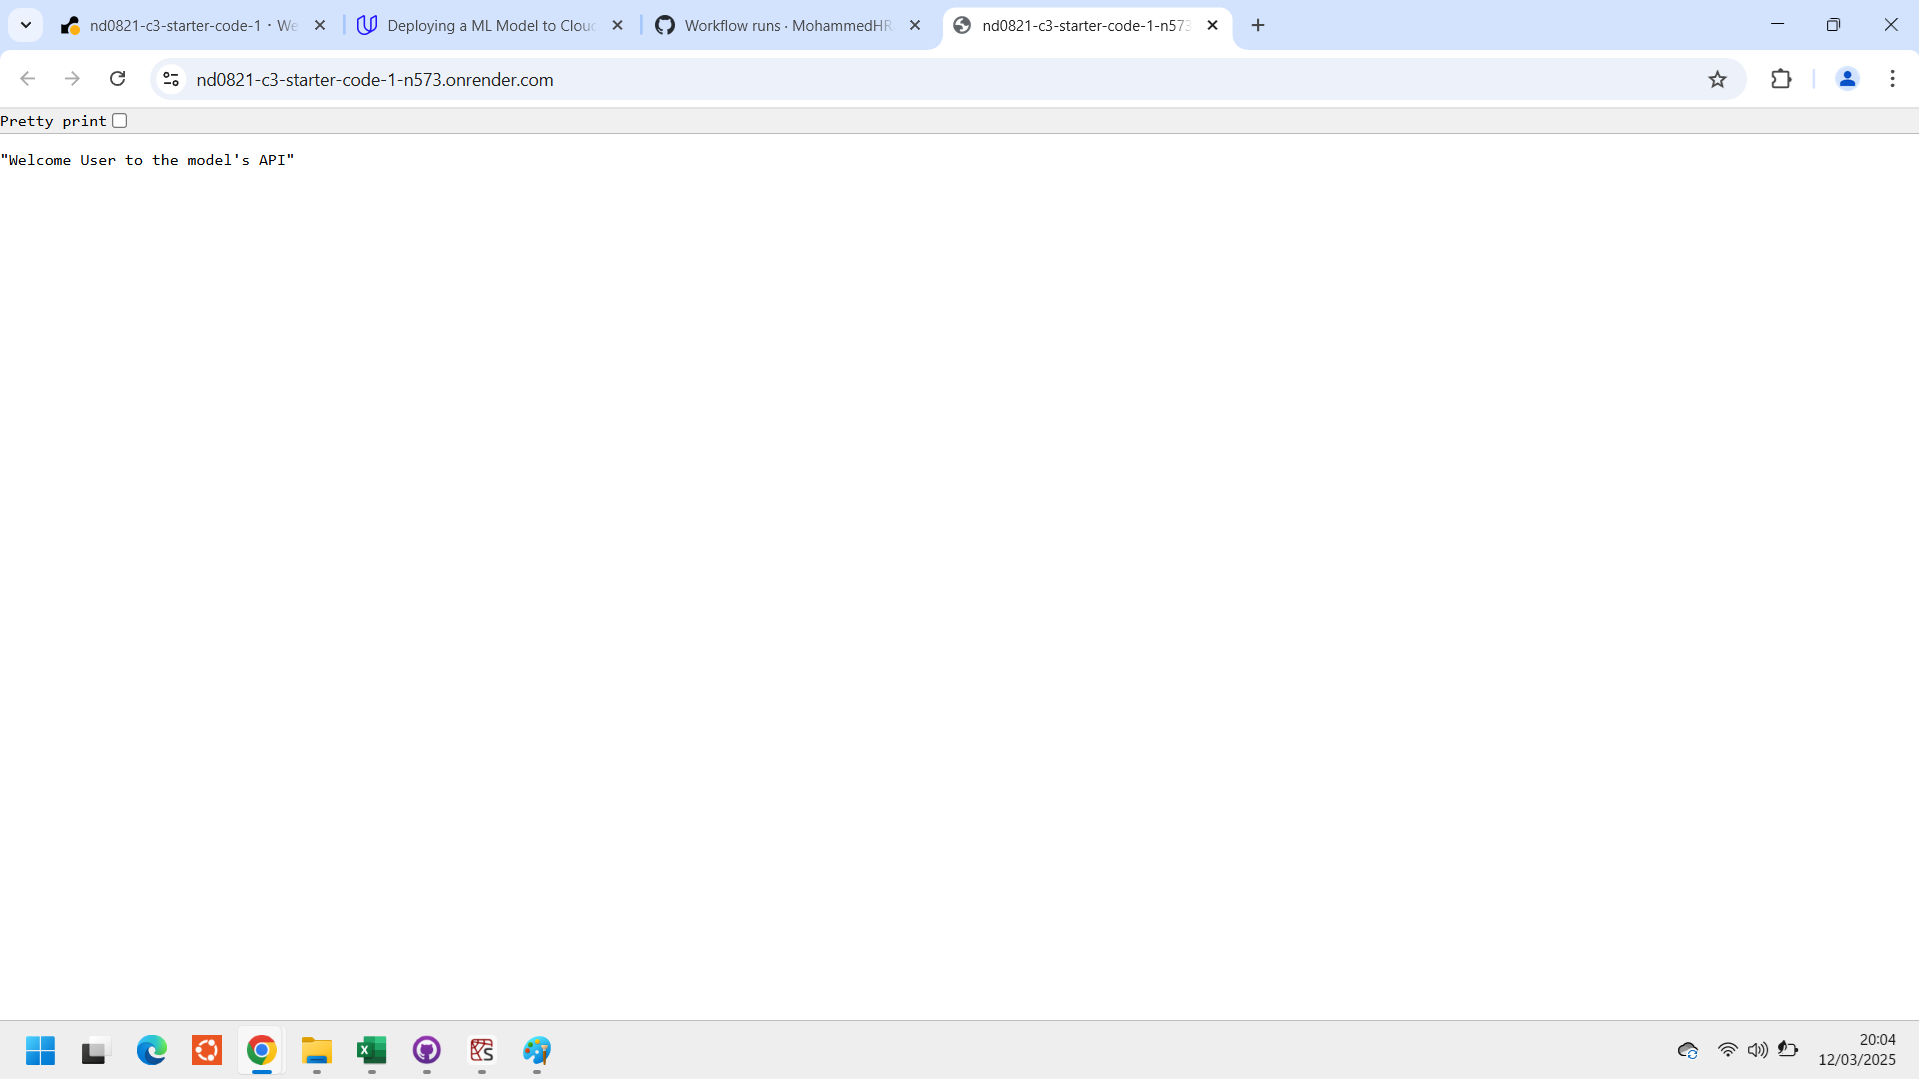 nd0821-c3-starter-code-1 · We
Deploying a ML Model to Clouc
Workflow runs · MohammedHR
nd0821-c3-starter-code-1-n573
nd0821-c3-starter-code-1-n573.onrender.com
Pretty print
"Welcome User to the model's API"
20:04
12/03/2025